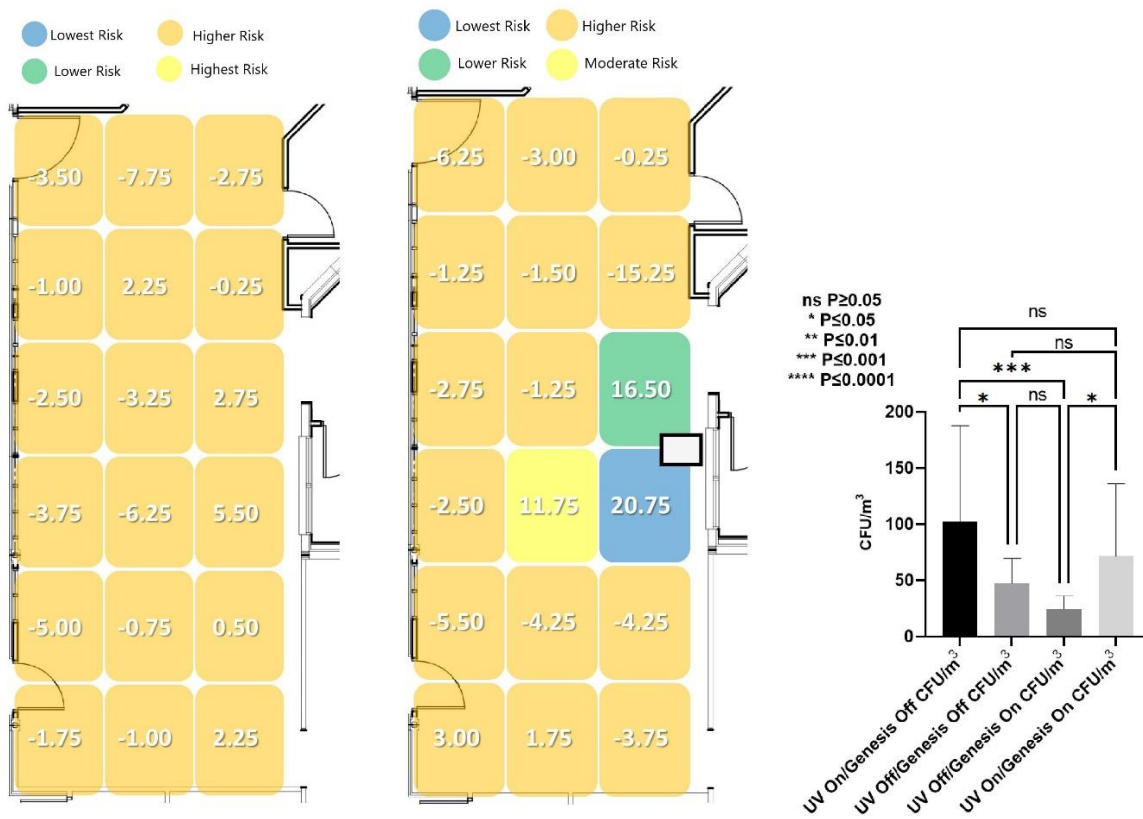 Lowest Risk Higher Risk
Lower Risk Highest Risk
-3.50 -7.75 -2.75
-1.00 2.25 -0.25
-2.50 -3.25 2.75
-3.75 -6.25 5.50
-5.00 -0.75 0.50
-1.75 -1.00 2.25
Lowest Risk Higher Risk
Lower Risk Moderate Risk
-6.25 -3.00 -0.25
-1.25 -1.50 -15.25
-2.75 -1.25 16.50
-2.50 11.75 20.75
-5.50 -4.25 -4.25
3.00 1.75 -3.75
ns P≥0.05
* P≤0.05
** P≤0.01
*** P≤0.001
**** P≤0.0001
ns
ns
***
* ns *
CFU/m³
200
150
100
50
0
UV On/Genesis Off CFU/m³
UV Off/Genesis Off CFU/m³
UV Off/Genesis On CFU/m³
UV On/Genesis On CFU/m³